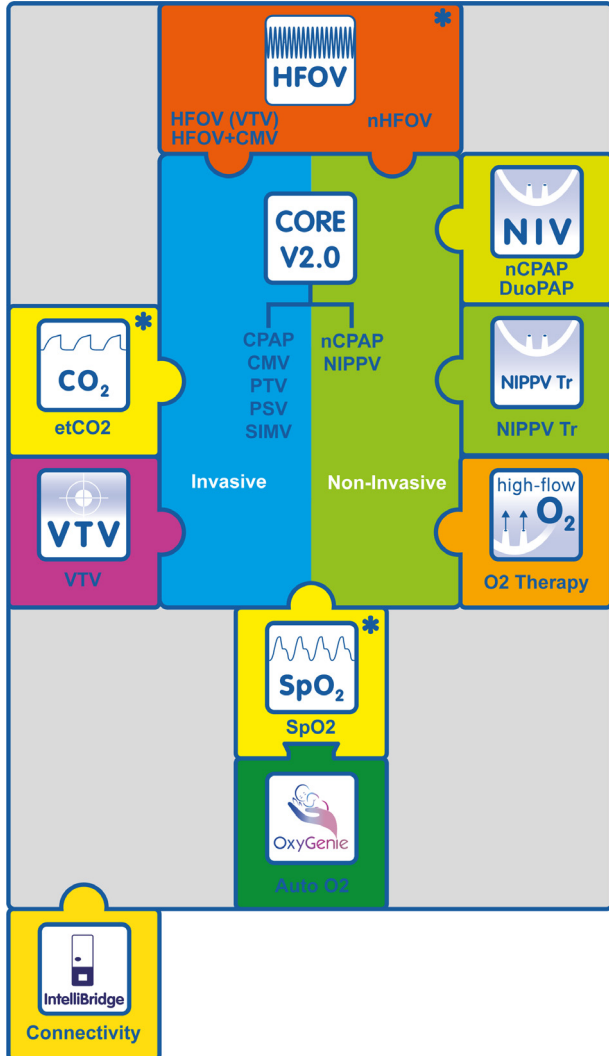 *
HFOV
HFOV (VTV)
HFOV+CMV
nHFOV
CORE
V2.0
CPAP
CMV
PTV
PSV
SIMV
nCPAP
NIPPV
Invasive
Non-Invasive
NIV
nCPAP
DuoPAP
*
CO₂
etCO2
NIPPV Tr
NIPPV Tr
VTV
VTV
high-flow
O₂
O2 Therapy
*
SpO₂
SpO2
OxyGenie
Auto O2
IntelliBridge
Connectivity